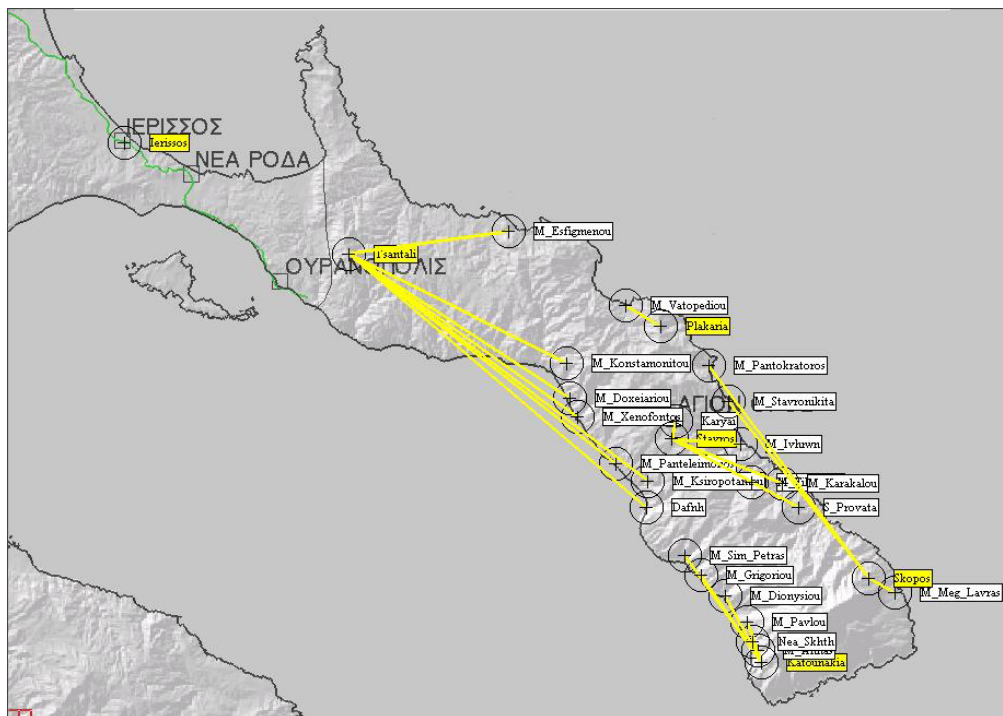 ΙΕΡΙΣΣΟΣ
Ierissos
ΝΕΑ ΡΟΔΑ
M_Esfigmenou
Tsantali
ΟΥΡΑΝΟΠΟΛΙΣ
M_Vatopediou
Plakaria
M_Konstamonitou
M_Pantokratoros
M_Doxeiariou
M_Stavronikita
ΑΓΙΟΝ
M_Xenofontos
Karyai
Stavros
M_Ivhrwn
M_Panteleimonos
M_Ksiropotamou
M_Karakalou
Dafnh
S_Provata
M_Sim_Petras
M_Grigoriou
Skopos
M_Meg_Lavras
M_Dionysiou
M_Pavlou
Nea_Skhth
Katounakia